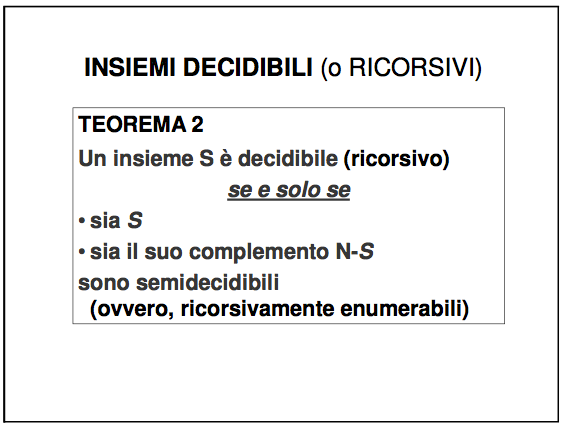 INSIEMI DECIDIBILI (o RICORSIVI)
TEOREMA 2
Un insieme S è decidibile (ricorsivo)
se e solo se
• sia S
• sia il suo complemento N-S
sono semidecidibili
(ovvero, ricorsivamente enumerabili)